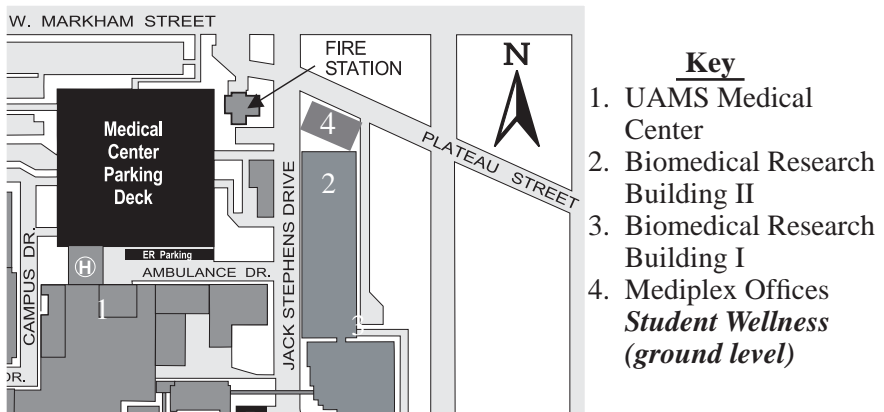 W. MARKHAM STREET
FIRE
STATION
N
Medical
Center
Parking
Deck
4
PLATEAU STREET
2
JACK STEPHENS DRIVE
CAMPUS DR.
ER Parking
H
AMBULANCE DR.
1
3
DR.
Key
1. UAMS Medical
Center
2. Biomedical Research
Building II
3. Biomedical Research
Building I
4. Mediplex Offices
Student Wellness
(ground level)